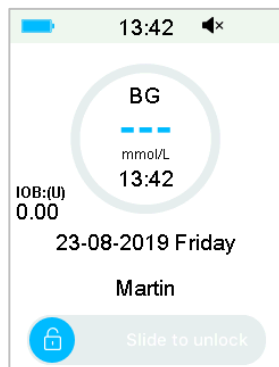 13:42
BG
---
mmol/L
13:42
IOB:(U)
0.00
23-08-2019 Friday
Martin
Slide to unlock